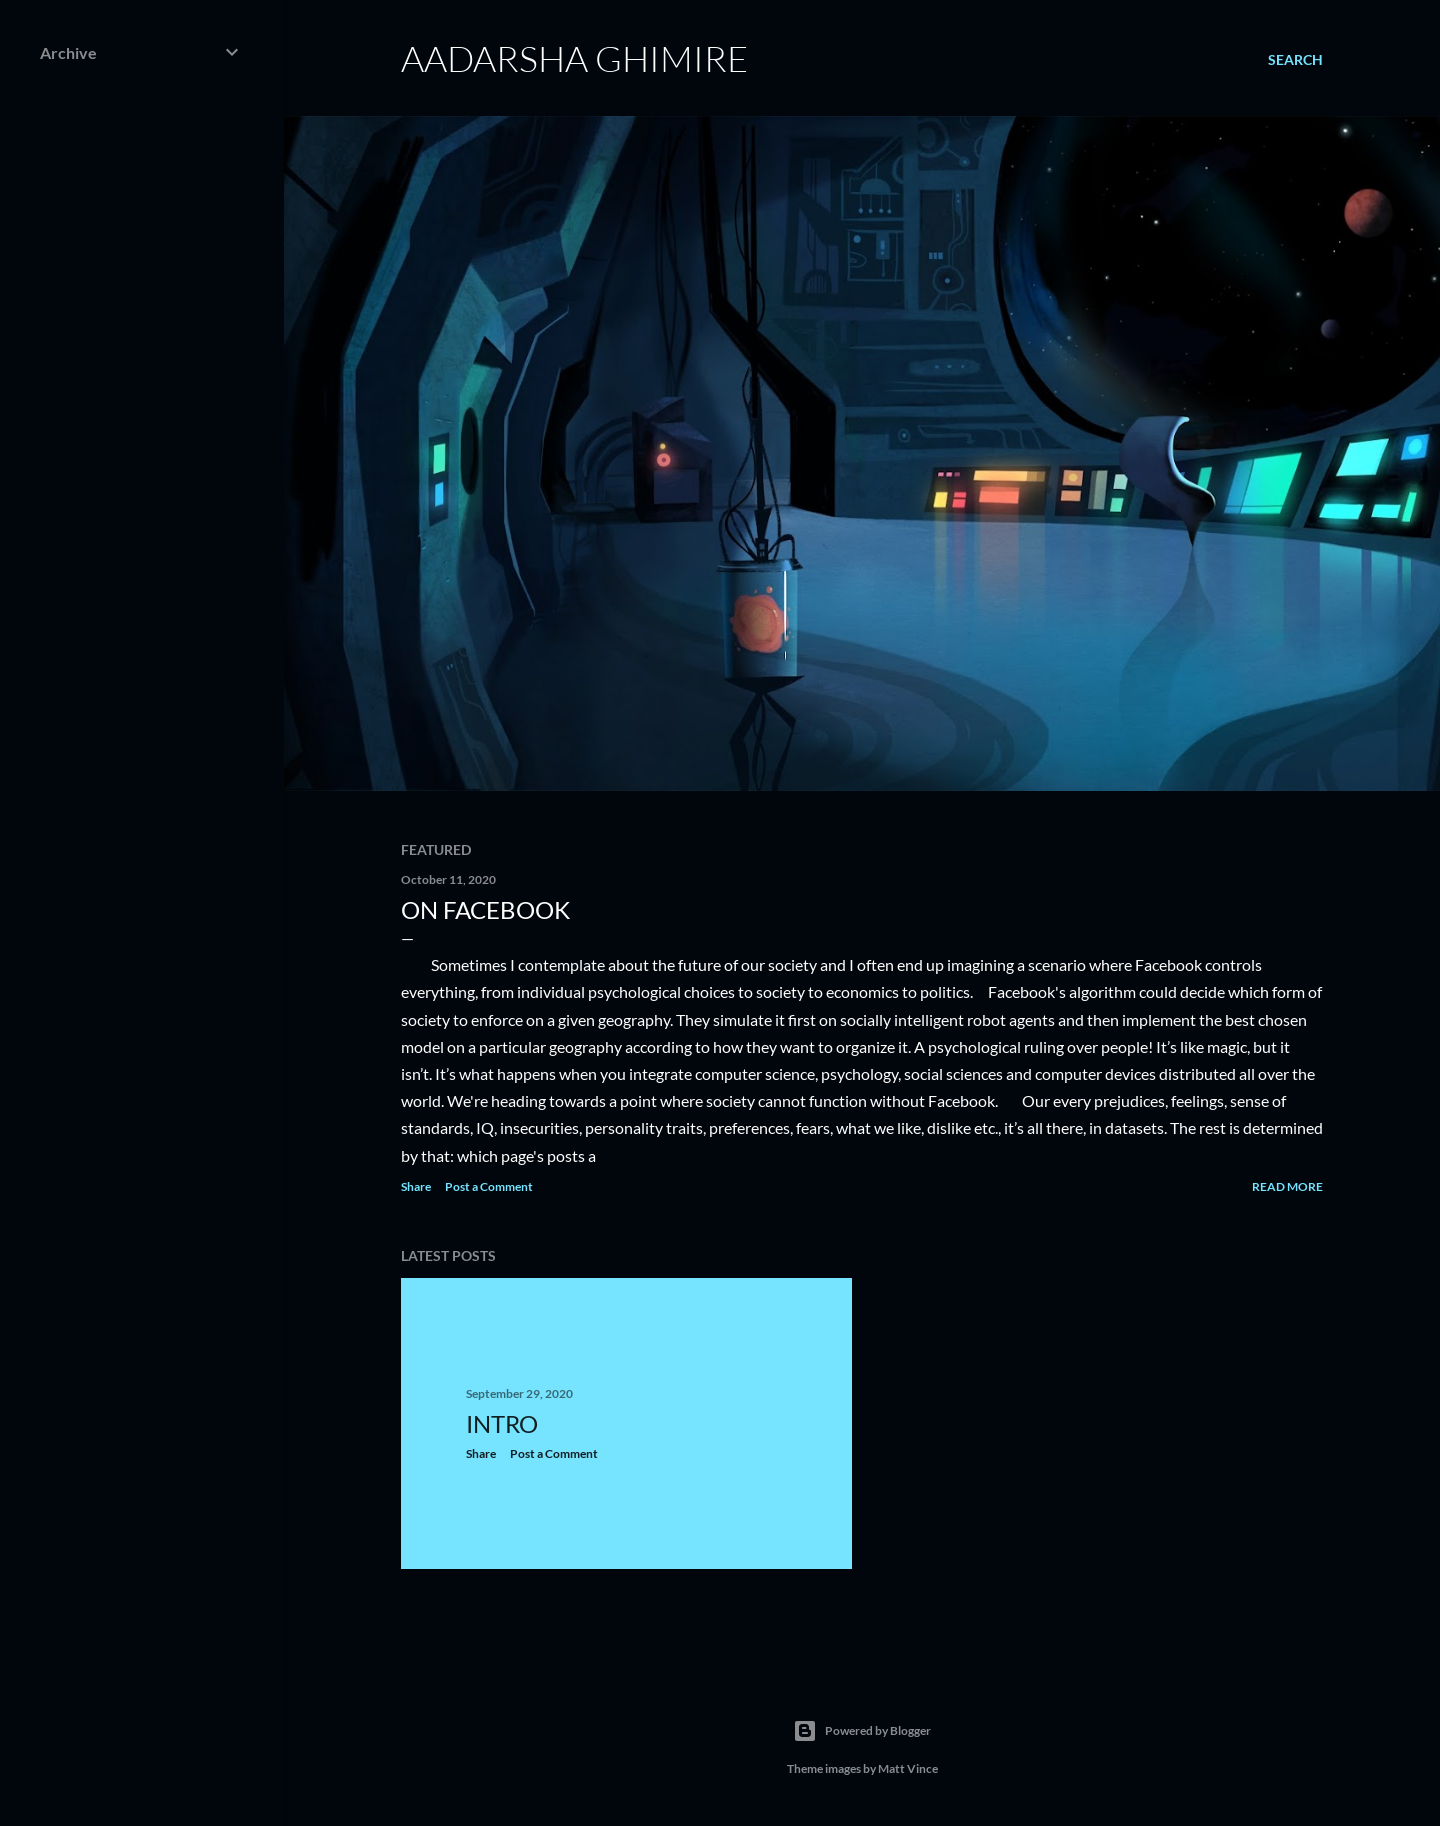 Archive
AADARSHA GHIMIRE
SEARCH
FEATURED
October 11, 2020
ON FACEBOOK
Sometimes I contemplate about the future of our society and I often end up imagining a scenario where Facebook controls
everything, from individual psychological choices to society to economics to politics. Facebook's algorithm could decide which form of
society to enforce on a given geography. They simulate it first on socially intelligent robot agents and then implement the best chosen
model on a particular geography according to how they want to organize it. A psychological ruling over people! It’s like magic, but it
isn’t. It’s what happens when you integrate computer science, psychology, social sciences and computer devices distributed all over the
world. We're heading towards a point where society cannot function without Facebook. Our every prejudices, feelings, sense of
standards, IQ, insecurities, personality traits, preferences, fears, what we like, dislike etc., it’s all there, in datasets. The rest is determined
by that: which page's posts a
Share Post a Comment READ MORE
LATEST POSTS
September 29, 2020
INTRO
Share Post a Comment
Powered by Blogger
Theme images by Matt Vince